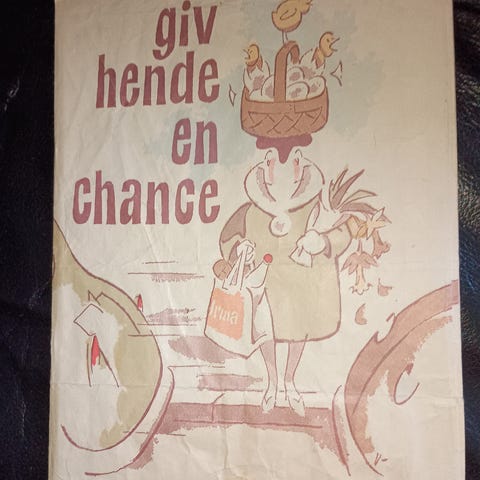 giv
hende
en
chance
Irma